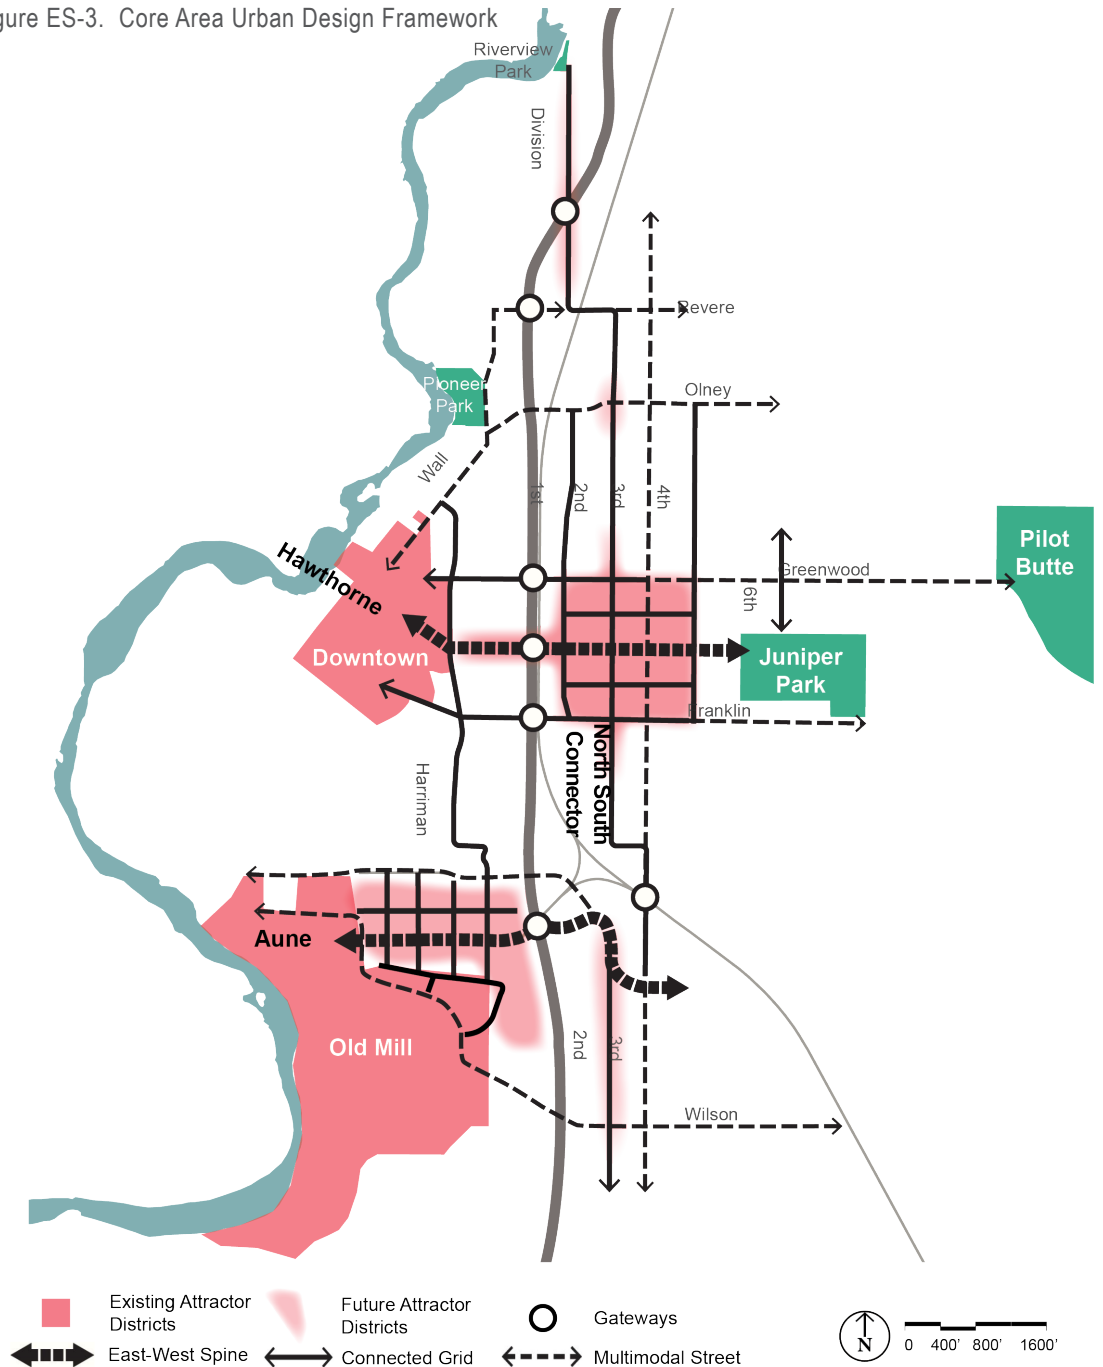 gure ES-3. Core Area Urban Design Framework
Riverview
Park
Division
Revere
Pioneer
Park
Olney
Wall
1st
2nd
3rd
4th
Pilot
Butte
Hawthorne
Greenwood
6th
Downtown
Juniper
Park
Franklin
North South
Connector
Harriman
Aune
Old Mill
2nd
3rd
Wilson
Existing Attractor
Districts
Future Attractor
Districts
Gateways
East-West Spine
Connected Grid
Multimodal Street
N
0 400' 800' 1600'